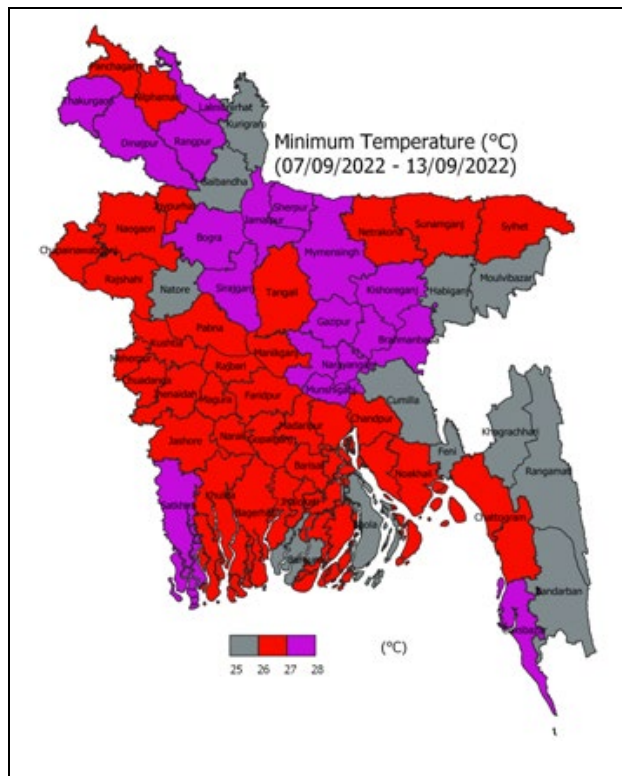 Minimum Temperature (°C)
(07/09/2022 - 13/09/2022)
Panchagarh
Nilphamari
Thakurgaon
Lalmonirhat
Kurigram
Dinajpur
Rangpur
Gaibandha
Joypurhat
Sherpur
Naogaon
Jamalpur
Netrakona
Sunamganj
Sylhet
Bogra
Mymensingh
Chapainawabganj
Rajshahi
Natore
Sirajganj
Tangail
Kishoreganj
Habiganj
Moulvibazar
Pabna
Gazipur
Brahmanbaria
Kushtia
Manikganj
Narayanganj
Meherpur
Rajbari
Chuadanga
Munshiganj
Cumilla
Jhenaidah
Magura
Faridpur
Khagrachhari
Madaripur
Chandpur
Jashore
Narail
Gopalganj
Feni
Rangamati
Barisal
Noakhali
Satkhira
Khulna
Bagerhat
Bhola
Chattogram
Bandarban
(°C)
25 26 27 28